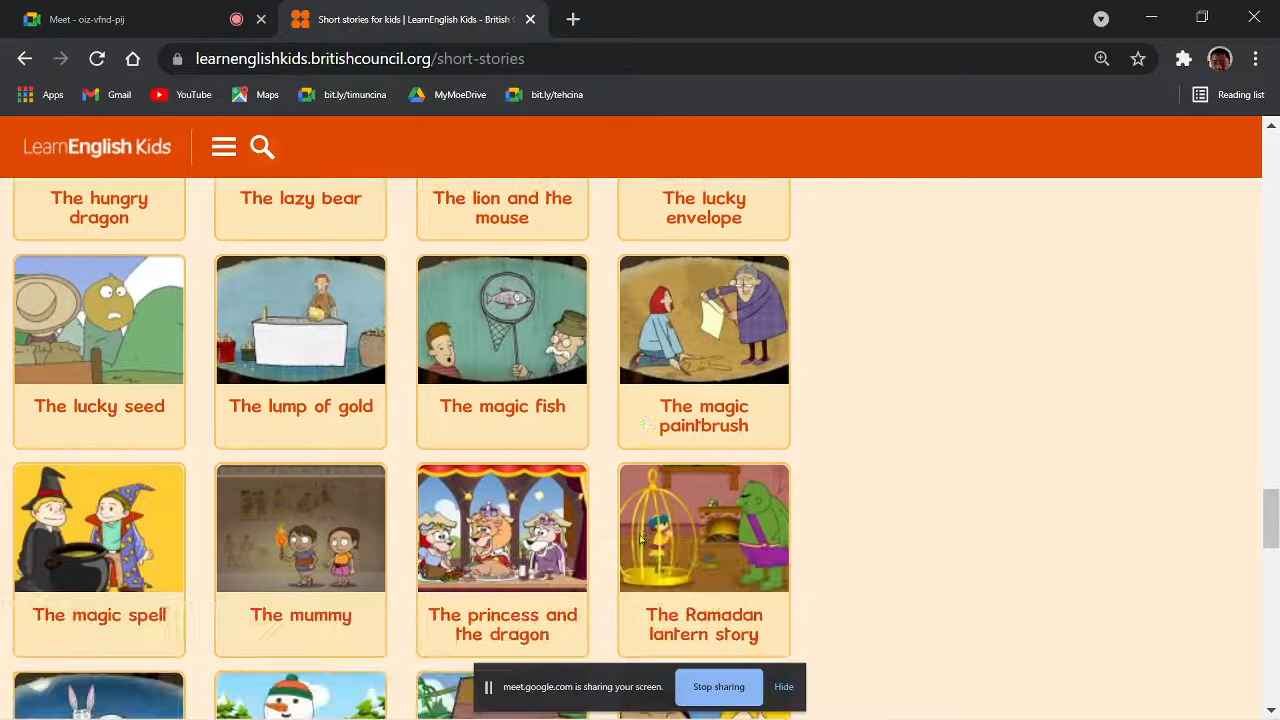 Meet - oiz-vfnd-pij
Short stories for kids | LearnEnglish Kids - British C
learnenglishkids.britishcouncil.org/short-stories
Apps Gmail YouTube Maps bit.ly/timuncina MyMoeDrive bit.ly/tehcina Reading list
LearnEnglish Kids
The hungry
dragon
The lazy bear
The lion and the
mouse
The lucky
envelope
The lucky seed
The lump of gold
The magic fish
The magic
paintbrush
The magic spell
The mummy
The princess and
the dragon
The Ramadan
lantern story
meet.google.com is sharing your screen. Stop sharing Hide